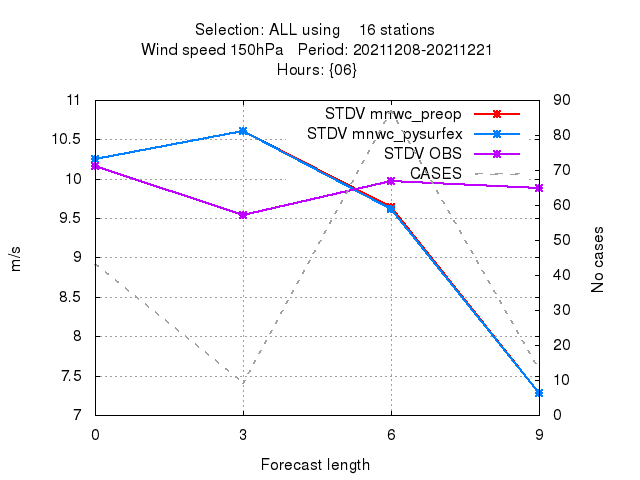 Selection: ALL using 16 stations
Wind speed 150hPa Period: 20211208-20211221
Hours: {06}
STDV mnwc_preop
STDV mnwc_pysurfex
STDV OBS
CASES
11
10.5
10
9.5
9
8.5
8
7.5
7
90
80
70
60
50
40
30
20
10
0
m/s
No cases
0 3 6 9
Forecast length